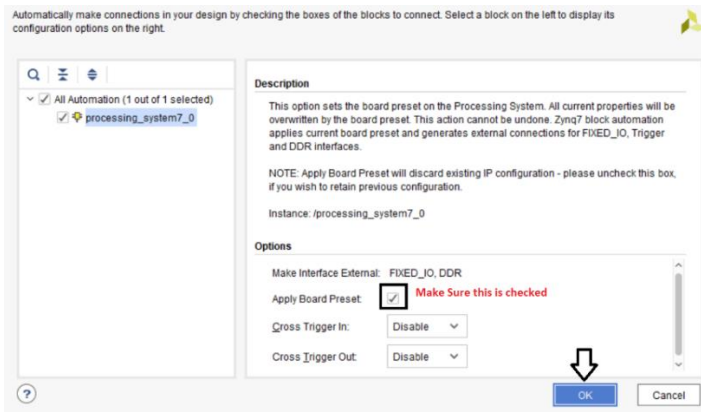 Automatically make connections in your design by checking the boxes of the blocks to connect. Select a block on the left to display its
configuration options on the right.
All Automation (1 out of 1 selected)
processing_system7_0
Description
This option sets the board preset on the Processing System. All current properties will be
overwritten by the board preset. This action cannot be undone. Zynq7 block automation
applies current board preset and generates external connections for FIXED_IO, Trigger
and DDR interfaces.
NOTE: Apply Board Preset will discard existing IP configuration - please uncheck this box,
if you wish to retain previous configuration.
Instance: /processing_system7_0
Options
Make Interface External: FIXED_IO, DDR
Apply Board Preset: Make Sure this is checked
Cross Trigger In: Disable
Cross Trigger Out: Disable
? OK Cancel